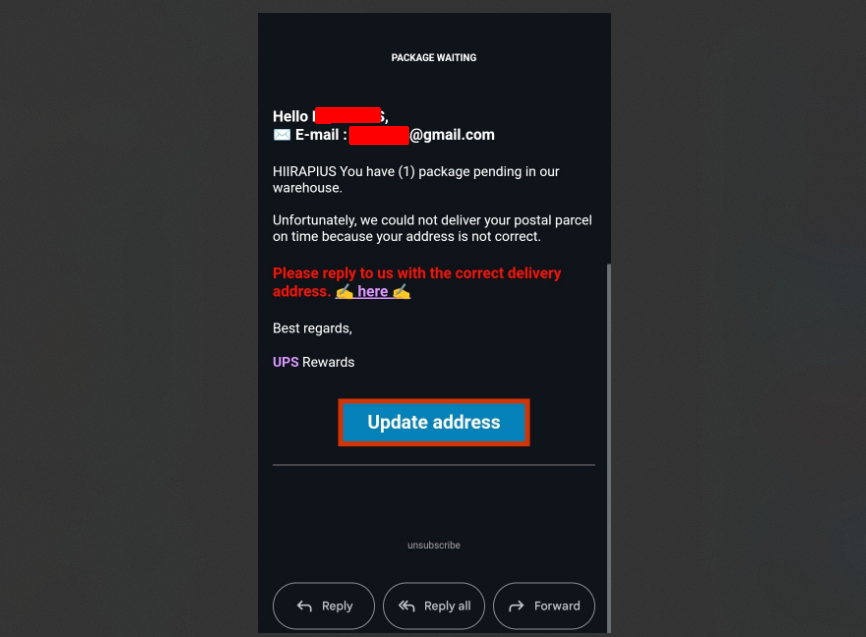 PACKAGE WAITING
Hello
✉️ E-mail : @gmail.com
HIIRAPIUS You have (1) package pending in our
warehouse.
Unfortunately, we could not deliver your postal parcel
on time because your address is not correct.
Please reply to us with the correct delivery
address. ✍️ here ✍️
Best regards,
UPS Rewards
Update address
unsubscribe
Reply
Reply all
Forward